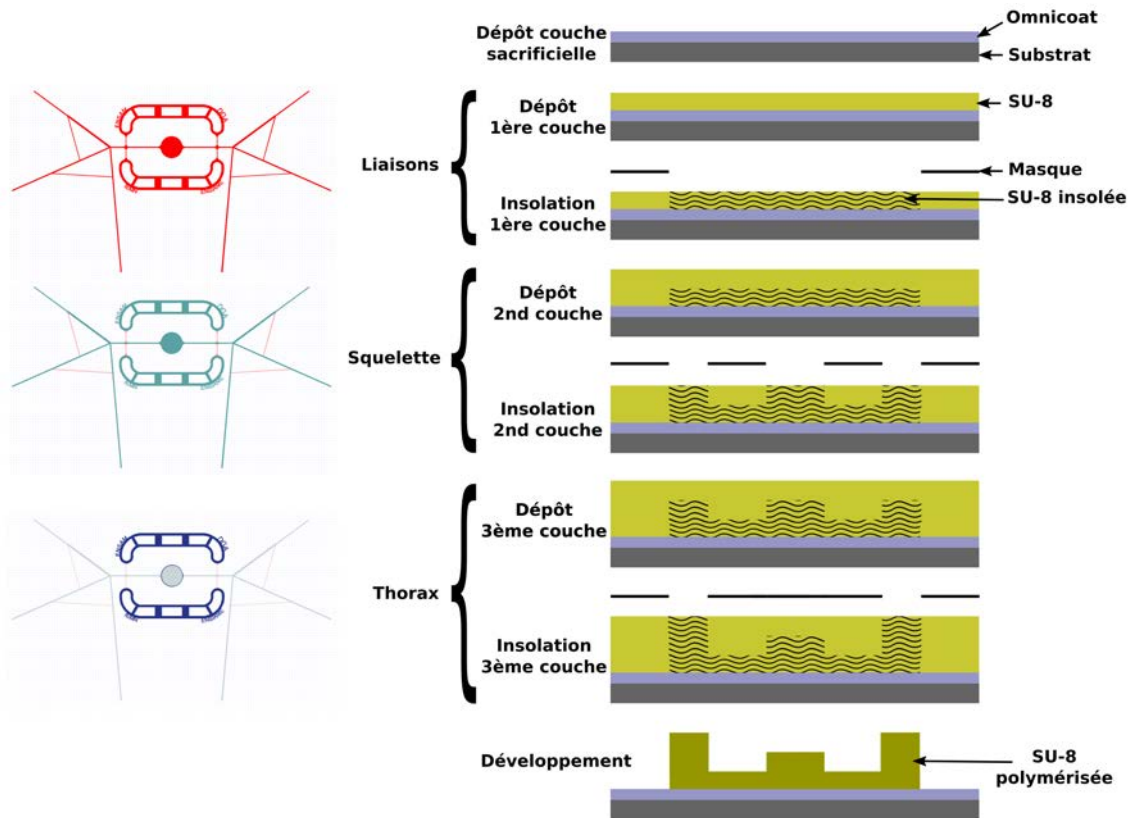 Dépôt couche
sacrificielle
Omnicoat
Substrat
Liaisons
Dépôt
1ère couche
SU-8
Insolation
1ère couche
Masque
SU-8 insolée
Squelette
Dépôt
2nd couche
Insolation
2nd couche
Thorax
Dépôt
3ème couche
Insolation
3ème couche
Développement
SU-8
polymérisée